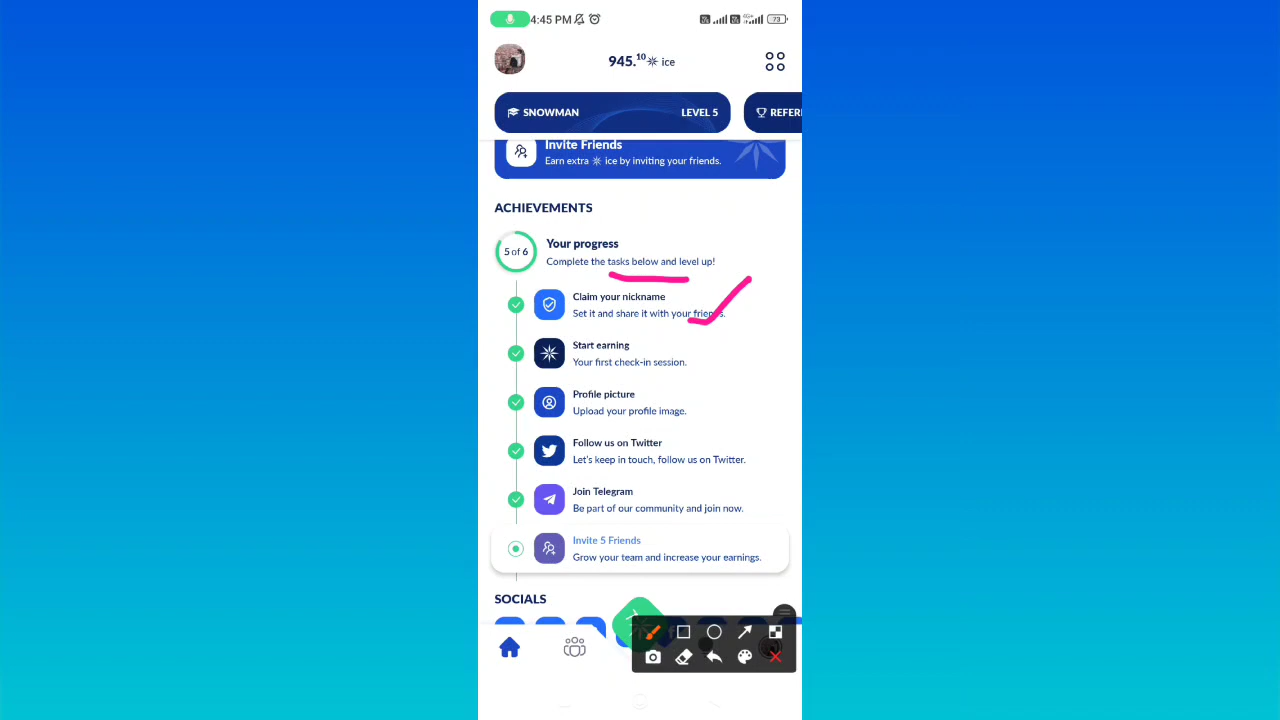 4:45 PM
4G+
73
945.10 ice
SNOWMAN LEVEL 5
REFER
Invite Friends
Earn extra ice by inviting your friends.
ACHIEVEMENTS
5 of 6
Your progress
Complete the tasks below and level up!
Claim your nickname
Set it and share it with your friends.
Start earning
Your first check-in session.
Profile picture
Upload your profile image.
Follow us on Twitter
Let's keep in touch, follow us on Twitter.
Join Telegram
Be part of our community and join now.
Invite 5 Friends
Grow your team and increase your earnings.
SOCIALS